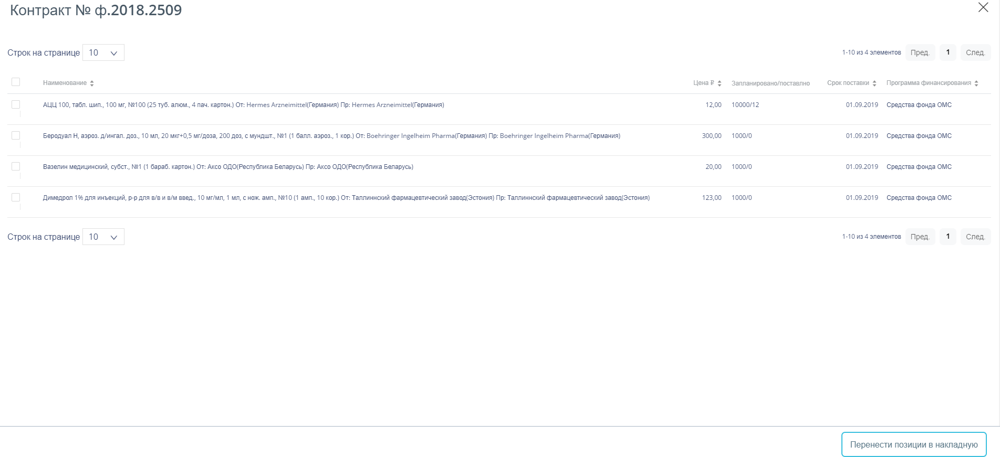 Контракт № ф.2018.2509
Строк на странице 10
1-10 из 4 элементов Пред. 1 След.
Наименование Цена ₽ Запланировано/поставлно Срок поставки Программа финансирования
АЦЦ 100, табл. шип., 100 мг, №100 (25 туб. алюм., 4 пач. картон.) От: Hermes Arzneimittel(Германия) Пр: Hermes Arzneimittel(Германия) 12,00 10000/12 01.09.2019 Средства фонда ОМС
Беродуал Н, аэроз. д/ингал. доз., 10 мл, 20 мкг+0,5 мг/доза, 200 доз, с мундшт., №1 (1 балл. аэроз., 1 кор.) От: Boehringer Ingelheim Pharma(Германия) Пр: Boehringer Ingelheim Pharma(Германия) 300,00 1000/0 01.09.2019 Средства фонда ОМС
Вазелин медицинский, субст., №1 (1 бараб. картон.) От: Аксо ОДО(Республика Беларусь) Пр: Аксо ОДО(Республика Беларусь) 20,00 1000/0 01.09.2019 Средства фонда ОМС
Димедрол 1% для инъекций, р-р для в/в и в/м введ., 10 мг/мл, 1 мл, с нож. амп., №10 (1 амп., 10 кор.) От: Таллиннский фармацевтический завод(Эстония) Пр: Таллиннский фармацевтический завод(Эстония) 123,00 1000/0 01.09.2019 Средства фонда ОМС
Строк на странице 10
1-10 из 4 элементов Пред. 1 След.
Перенести позиции в накладную